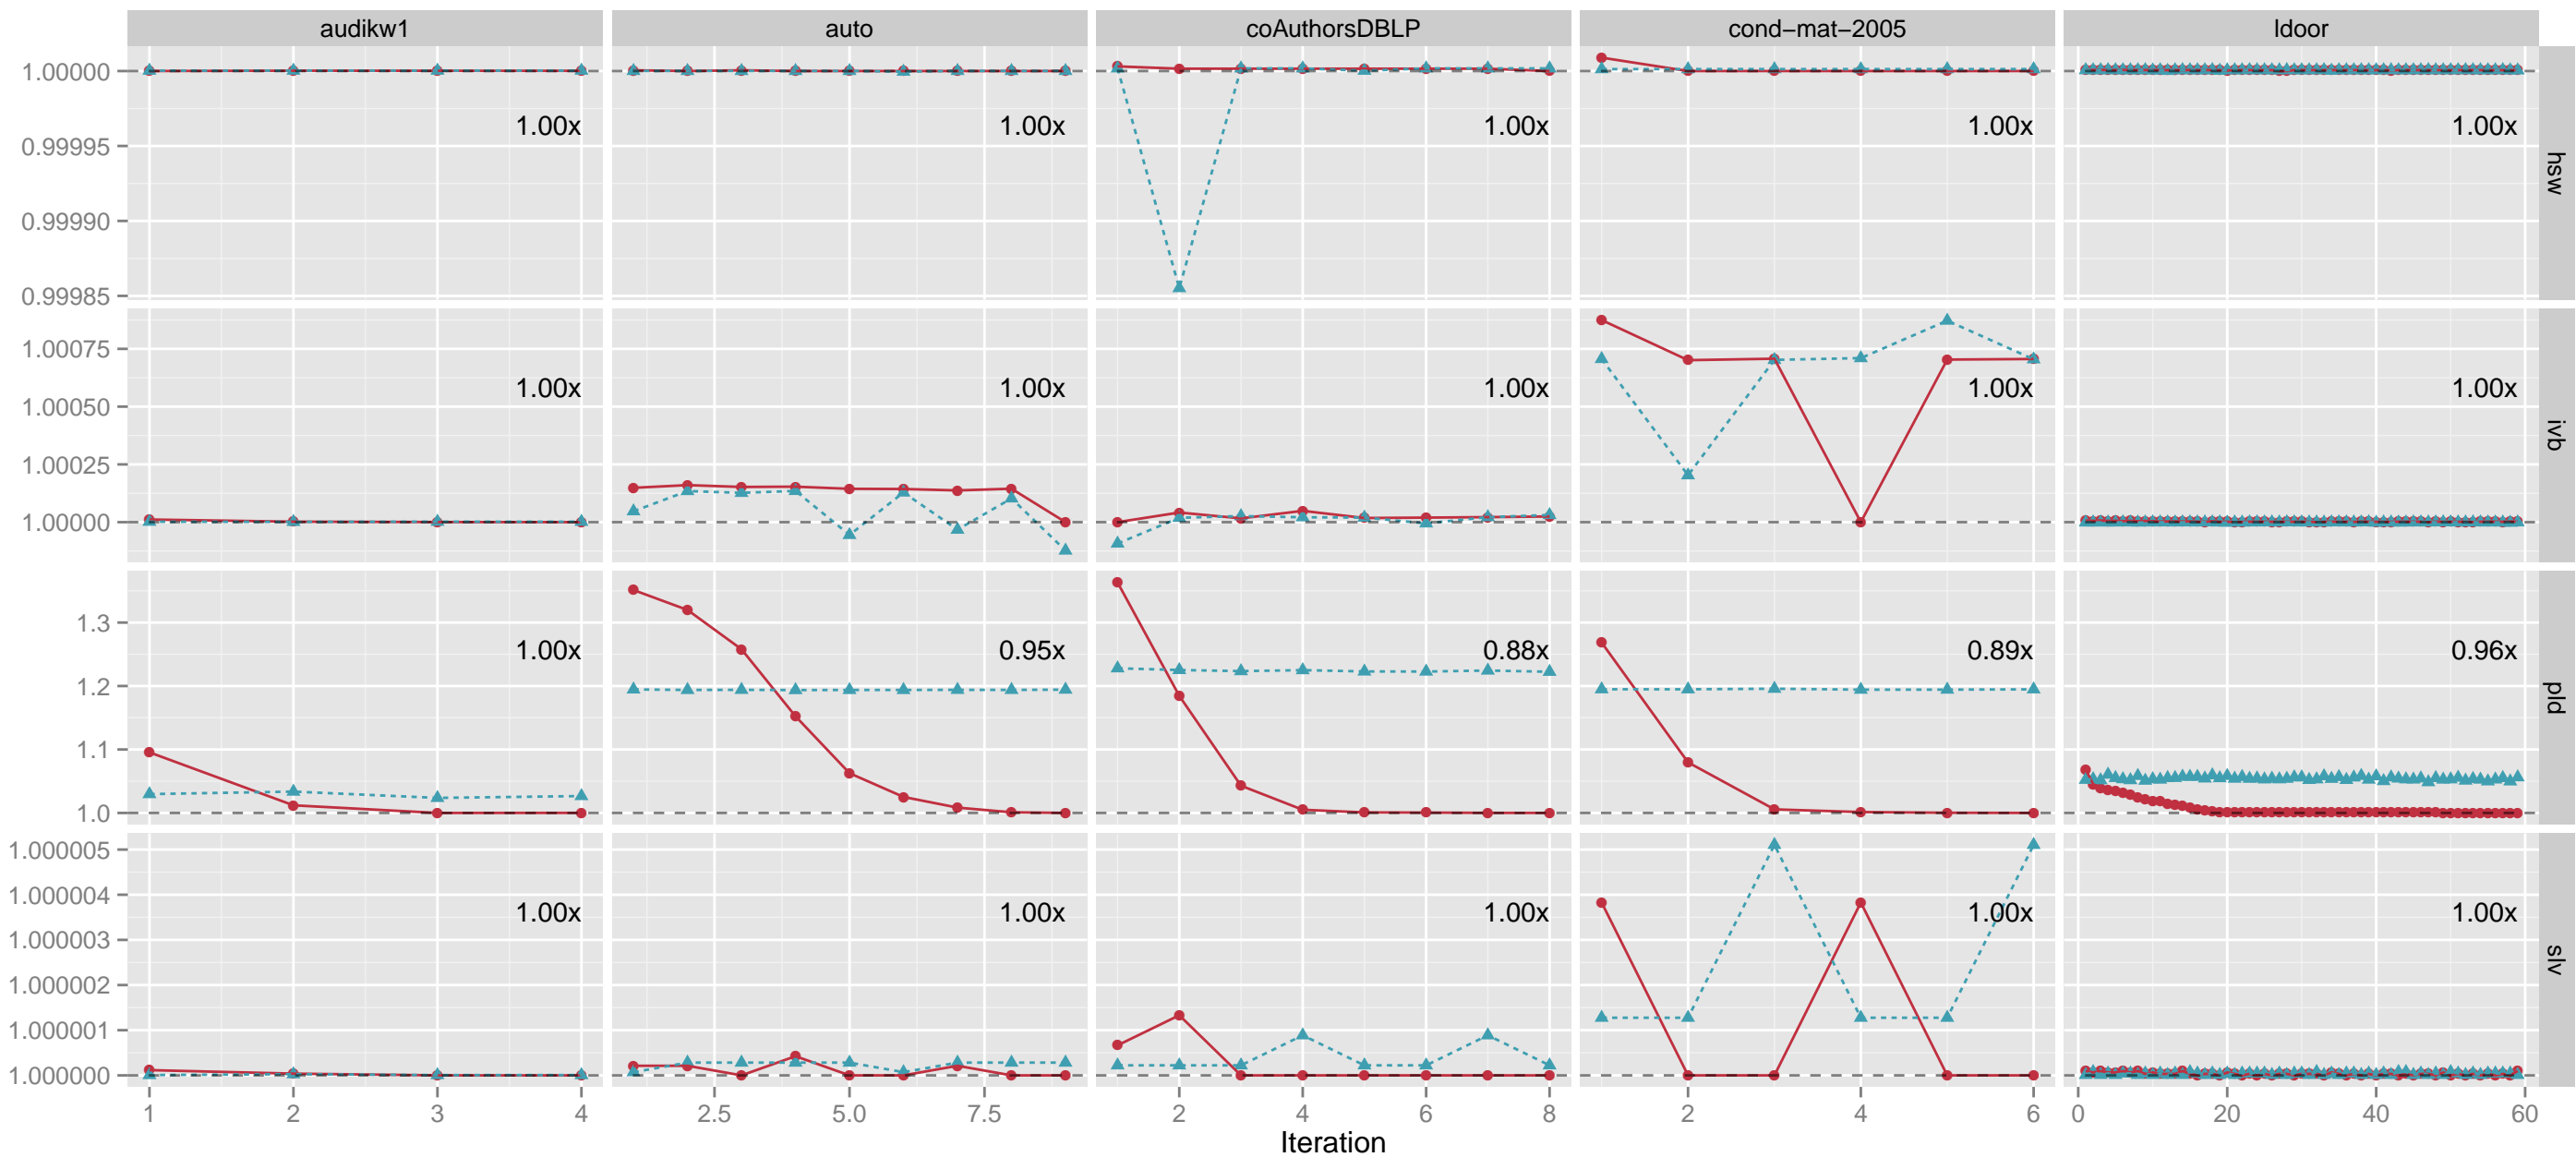 audikw1 auto coAuthorsDBLP cond−mat−2005 ldoor
1.00000
0.99995
0.99990
0.99985
1.00x 1.00x 1.00x 1.00x 1.00x
hsw
1.00075
1.00050
1.00025
1.00000
1.00x 1.00x 1.00x 1.00x 1.00x
ivb
1.3
1.2
1.1
1.0
1.00x 0.95x 0.88x 0.89x 0.96x
pld
1.000005
1.000004
1.000003
1.000002
1.000001
1.000000
1.00x 1.00x 1.00x 1.00x 1.00x
slv
1 2 3 4 2.5 5.0 7.5 2 4 6 8 2 4 6 0 20 40 60
Iteration